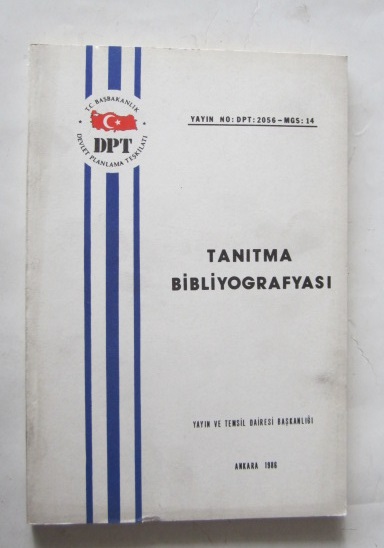 T.C. BAŞBAKANLIK
DPT
DEVLET PLANLAMA TEŞKİLATI
YAYIN NO: DPT: 2056-MGS: 14
TANITMA
BİBLİYOGRAFYASI
YAYIN VE TEMSİL DAİRESİ BAŞKANLIĞI
ANKARA 1986